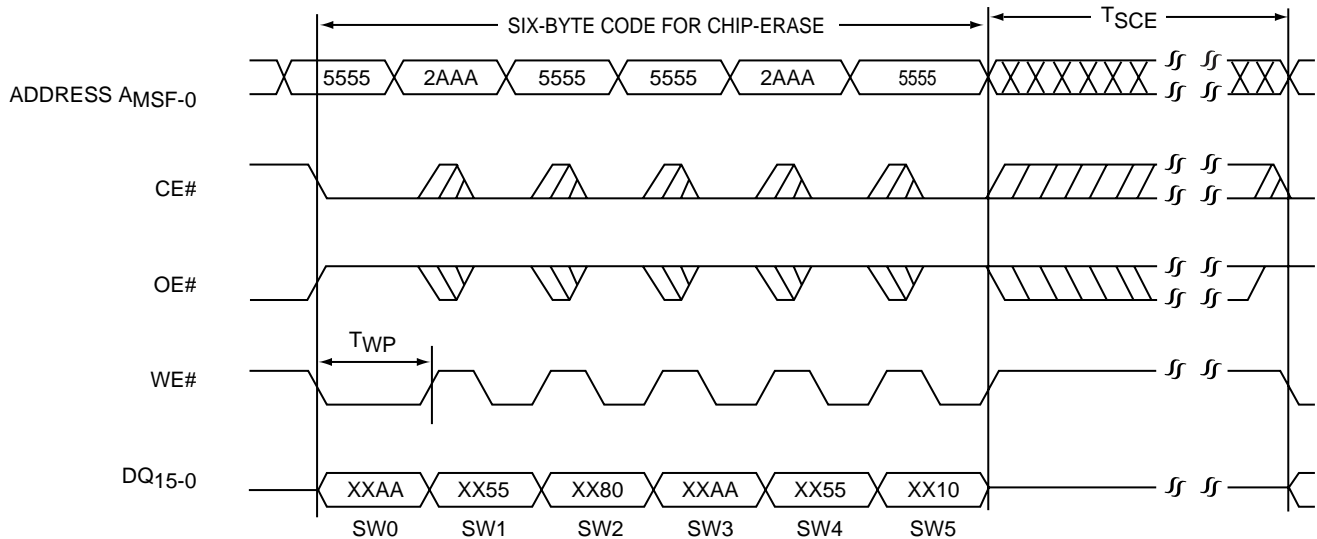 SIX-BYTE CODE FOR CHIP-ERASE TSCE
ADDRESS AMSF-0 5555 2AAA 5555 5555 2AAA 5555
CE#
OE#
TWP
WE#
DQ15-0 XXAA XX55 XX80 XXAA XX55 XX10
SW0 SW1 SW2 SW3 SW4 SW5